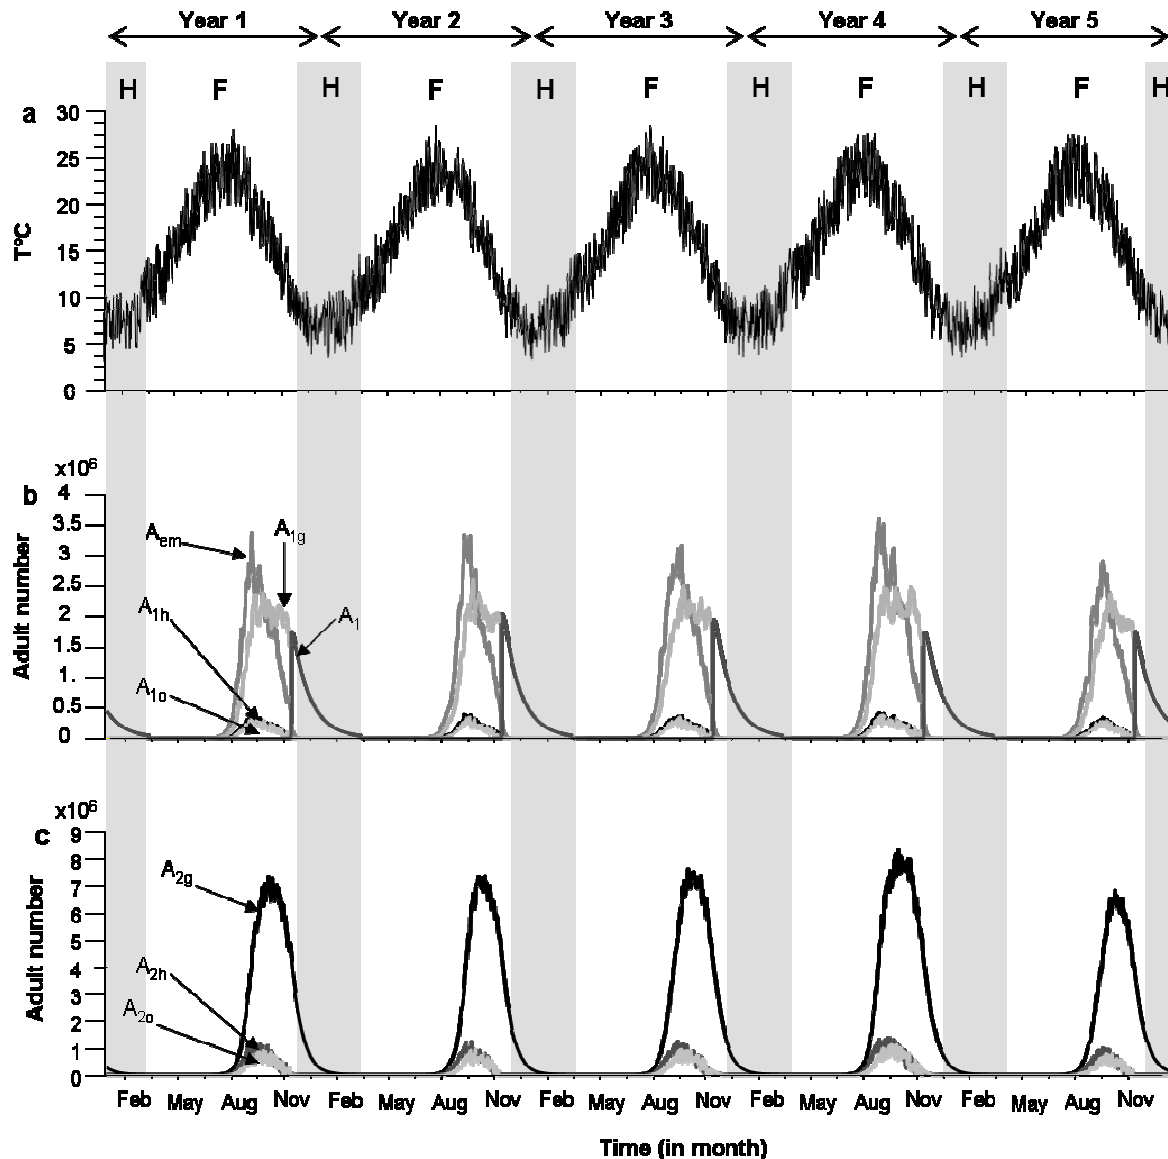 Year 1 Year 2 Year 3 Year 4 Year 5
H F H F H F H F H F H
a
30
25
20
15
10
5
0
T°C
x10⁶
b
4
3.5
3
2.5
2
1.5
1.
0.5
0
Adult number
A_em
A_1g
A_1h
A_1
A_1o
x10⁶
c
9
8
7
6
5
4
3
2
1
0
Adult number
A_2g
A_2h
A_2o
Feb May Aug Nov Feb May Aug Nov Feb May Aug Nov Feb May Aug Nov Feb May Aug Nov
Time (in month)